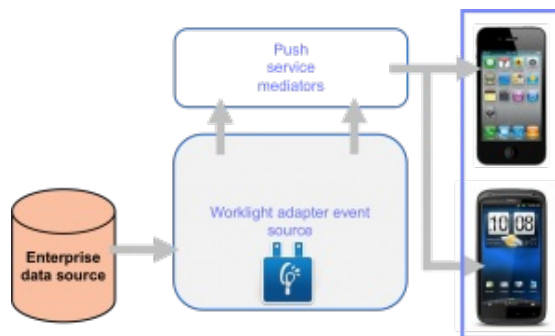 Push
service
mediators
Worklight adapter event
source
Enterprise
data source
10 08